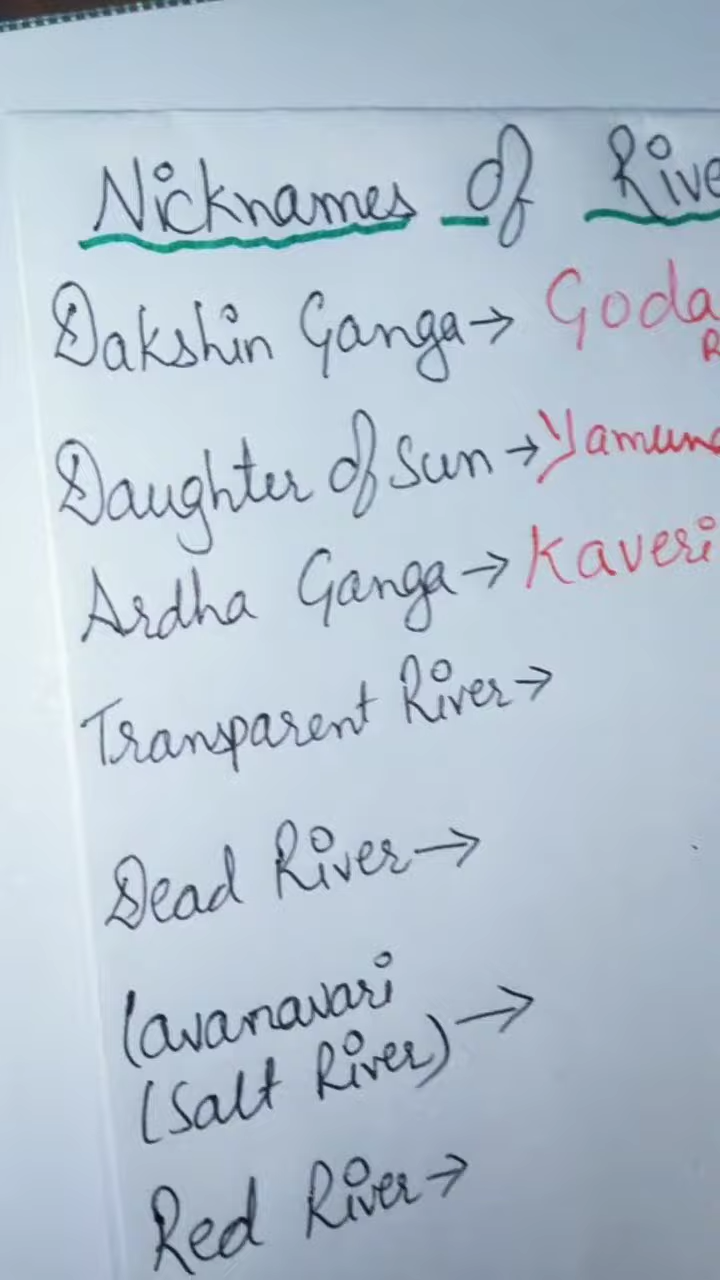 Nicknames of Rive
Dakshin Ganga → Goda
R
Daughter of Sun → Yamuna
Ardha Ganga → Kaveri
Transparent River →
Dead River →
Lavanavari
(Salt River) →
Red River →